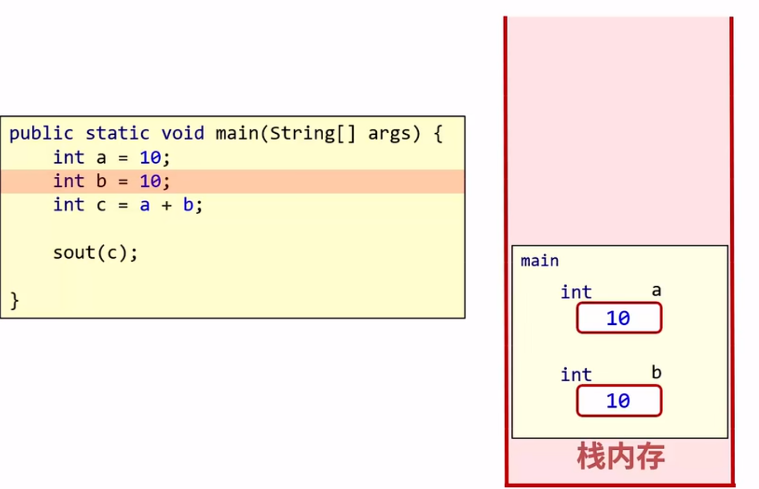 public static void main(String[] args) {
    int a = 10;
    int b = 10;
    int c = a + b;
    sout(c);
}
main
int a
10
int b
10
栈内存